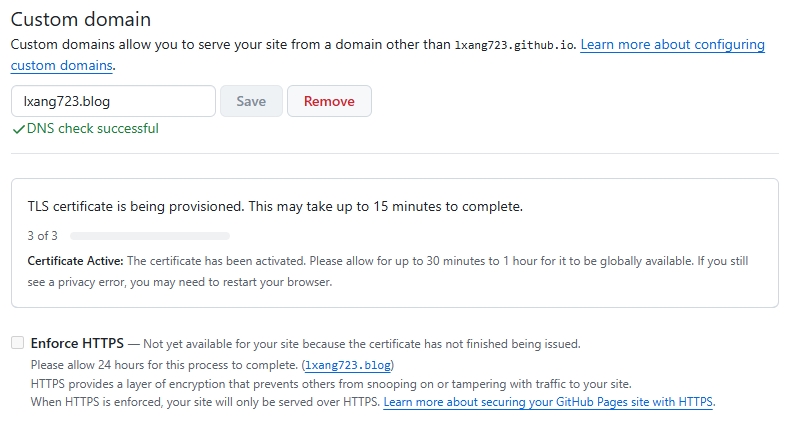 Custom domain
Custom domains allow you to serve your site from a domain other than lxang723.github.io. Learn more about configuring
custom domains.
lxang723.blog Save Remove
✓DNS check successful
TLS certificate is being provisioned. This may take up to 15 minutes to complete.
3 of 3
Certificate Active: The certificate has been activated. Please allow for up to 30 minutes to 1 hour for it to be globally available. If you still
see a privacy error, you may need to restart your browser.
Enforce HTTPS — Not yet available for your site because the certificate has not finished being issued.
Please allow 24 hours for this process to complete. (lxang723.blog)
HTTPS provides a layer of encryption that prevents others from snooping on or tampering with traffic to your site.
When HTTPS is enforced, your site will only be served over HTTPS. Learn more about securing your GitHub Pages site with HTTPS.